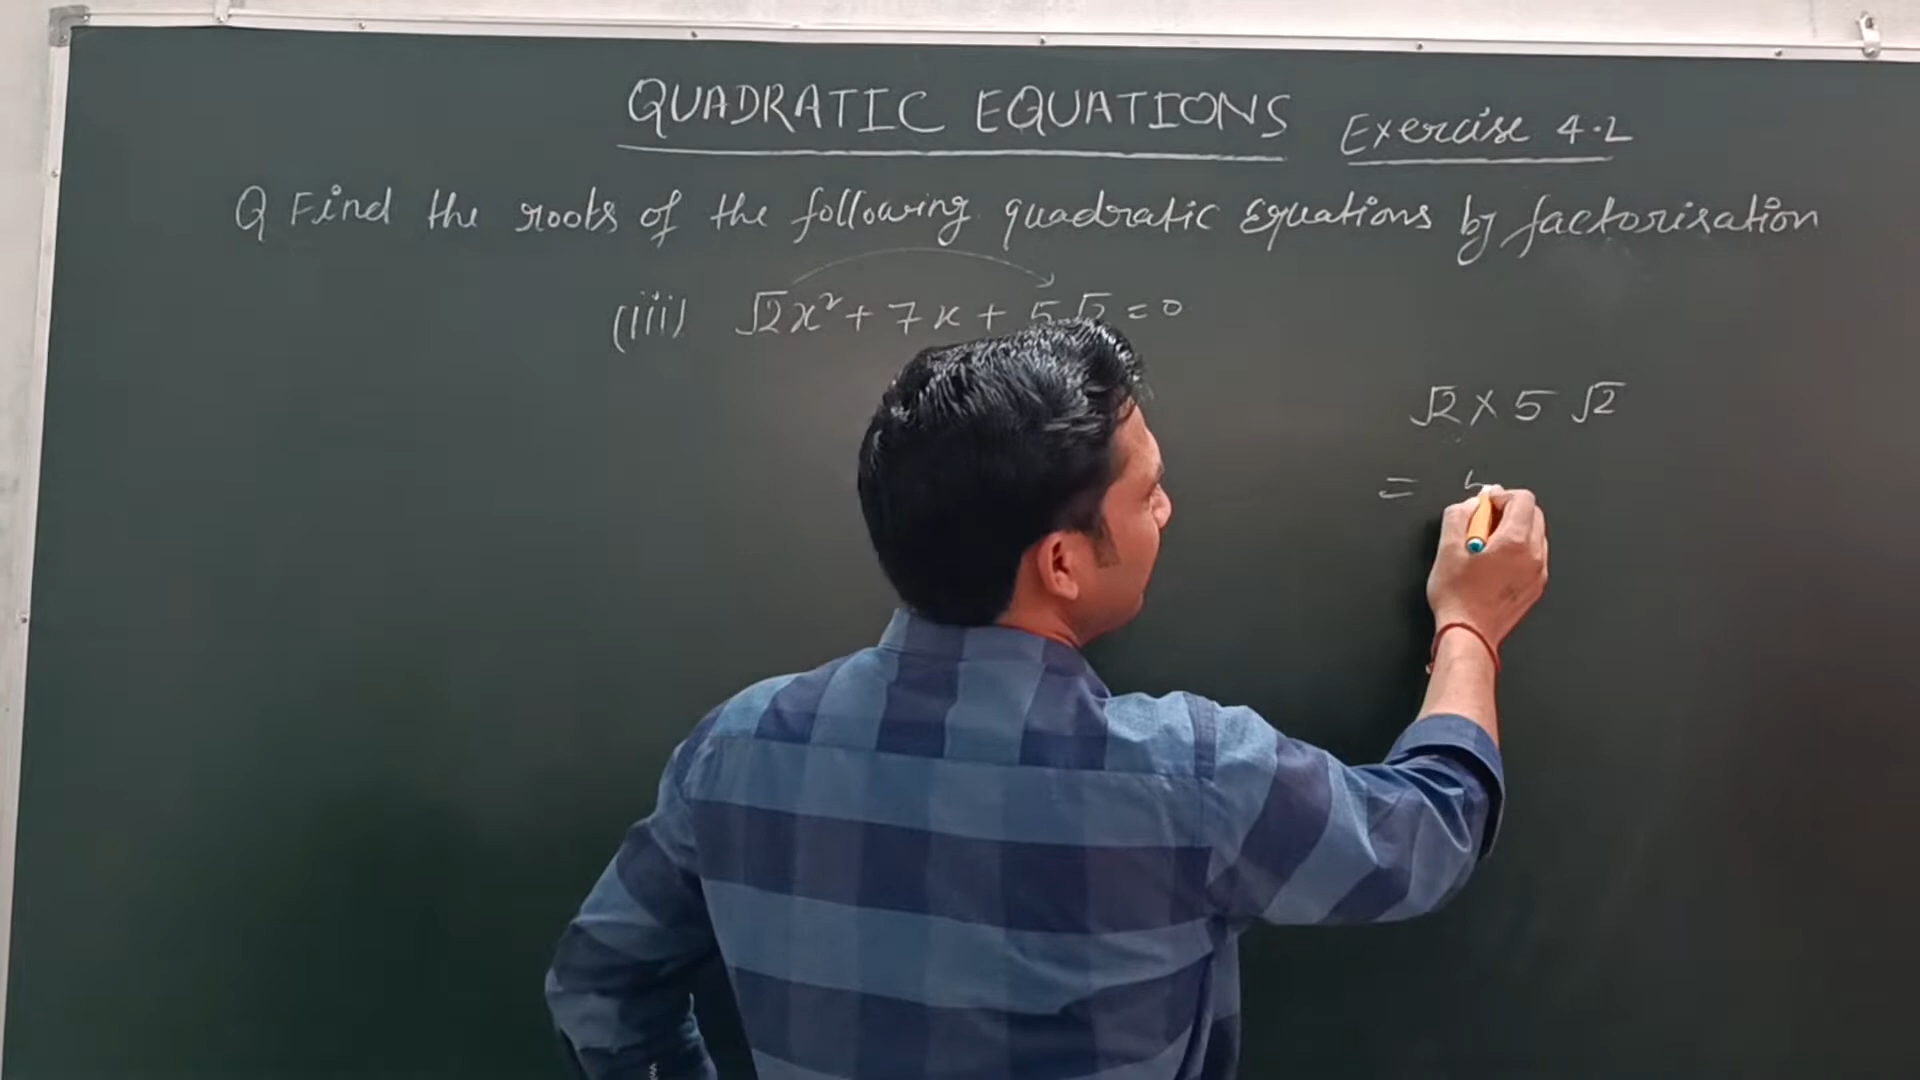 QUADRATIC EQUATIONS Exercise 4.2
Q Find the roots of the following quadratic Equations by factorisation
(iii) √2x² + 7x + 5√2 = 0
√2 × 5 √2
= 5